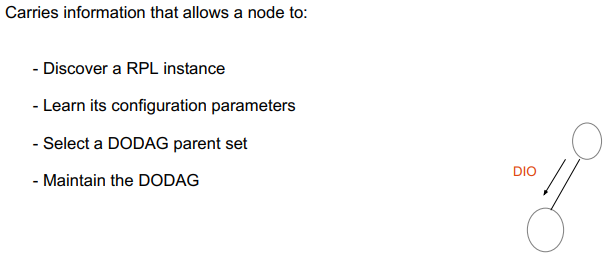 Carries information that allows a node to:
- Discover a RPL instance
- Learn its configuration parameters
- Select a DODAG parent set
- Maintain the DODAG
DIO